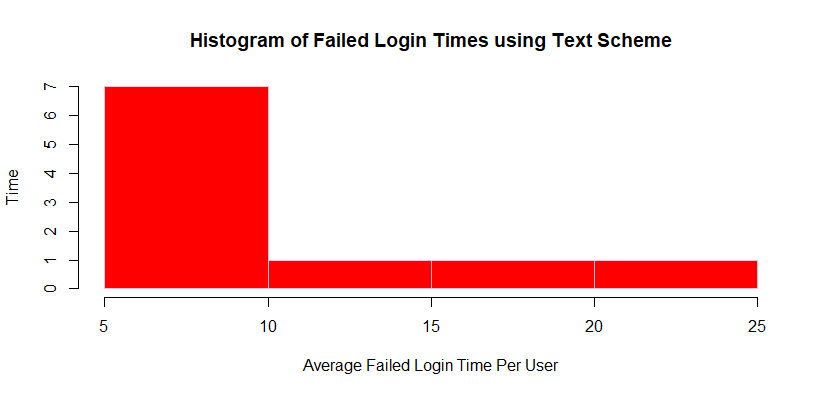 Histogram of Failed Login Times using Text Scheme
Time
7
6
5
4
3
2
1
0
5 10 15 20 25
Average Failed Login Time Per User